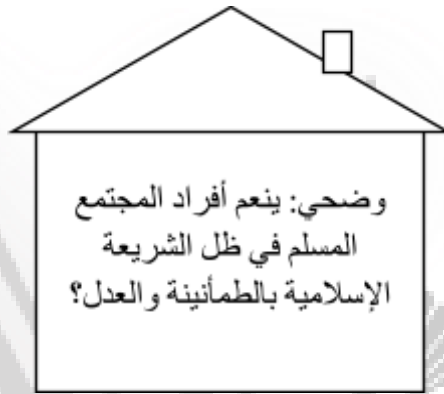 وضحي: ينعم أفراد المجتمع
المسلم في ظل الشريعة
الإسلامية بالطمأنينة والعدل؟